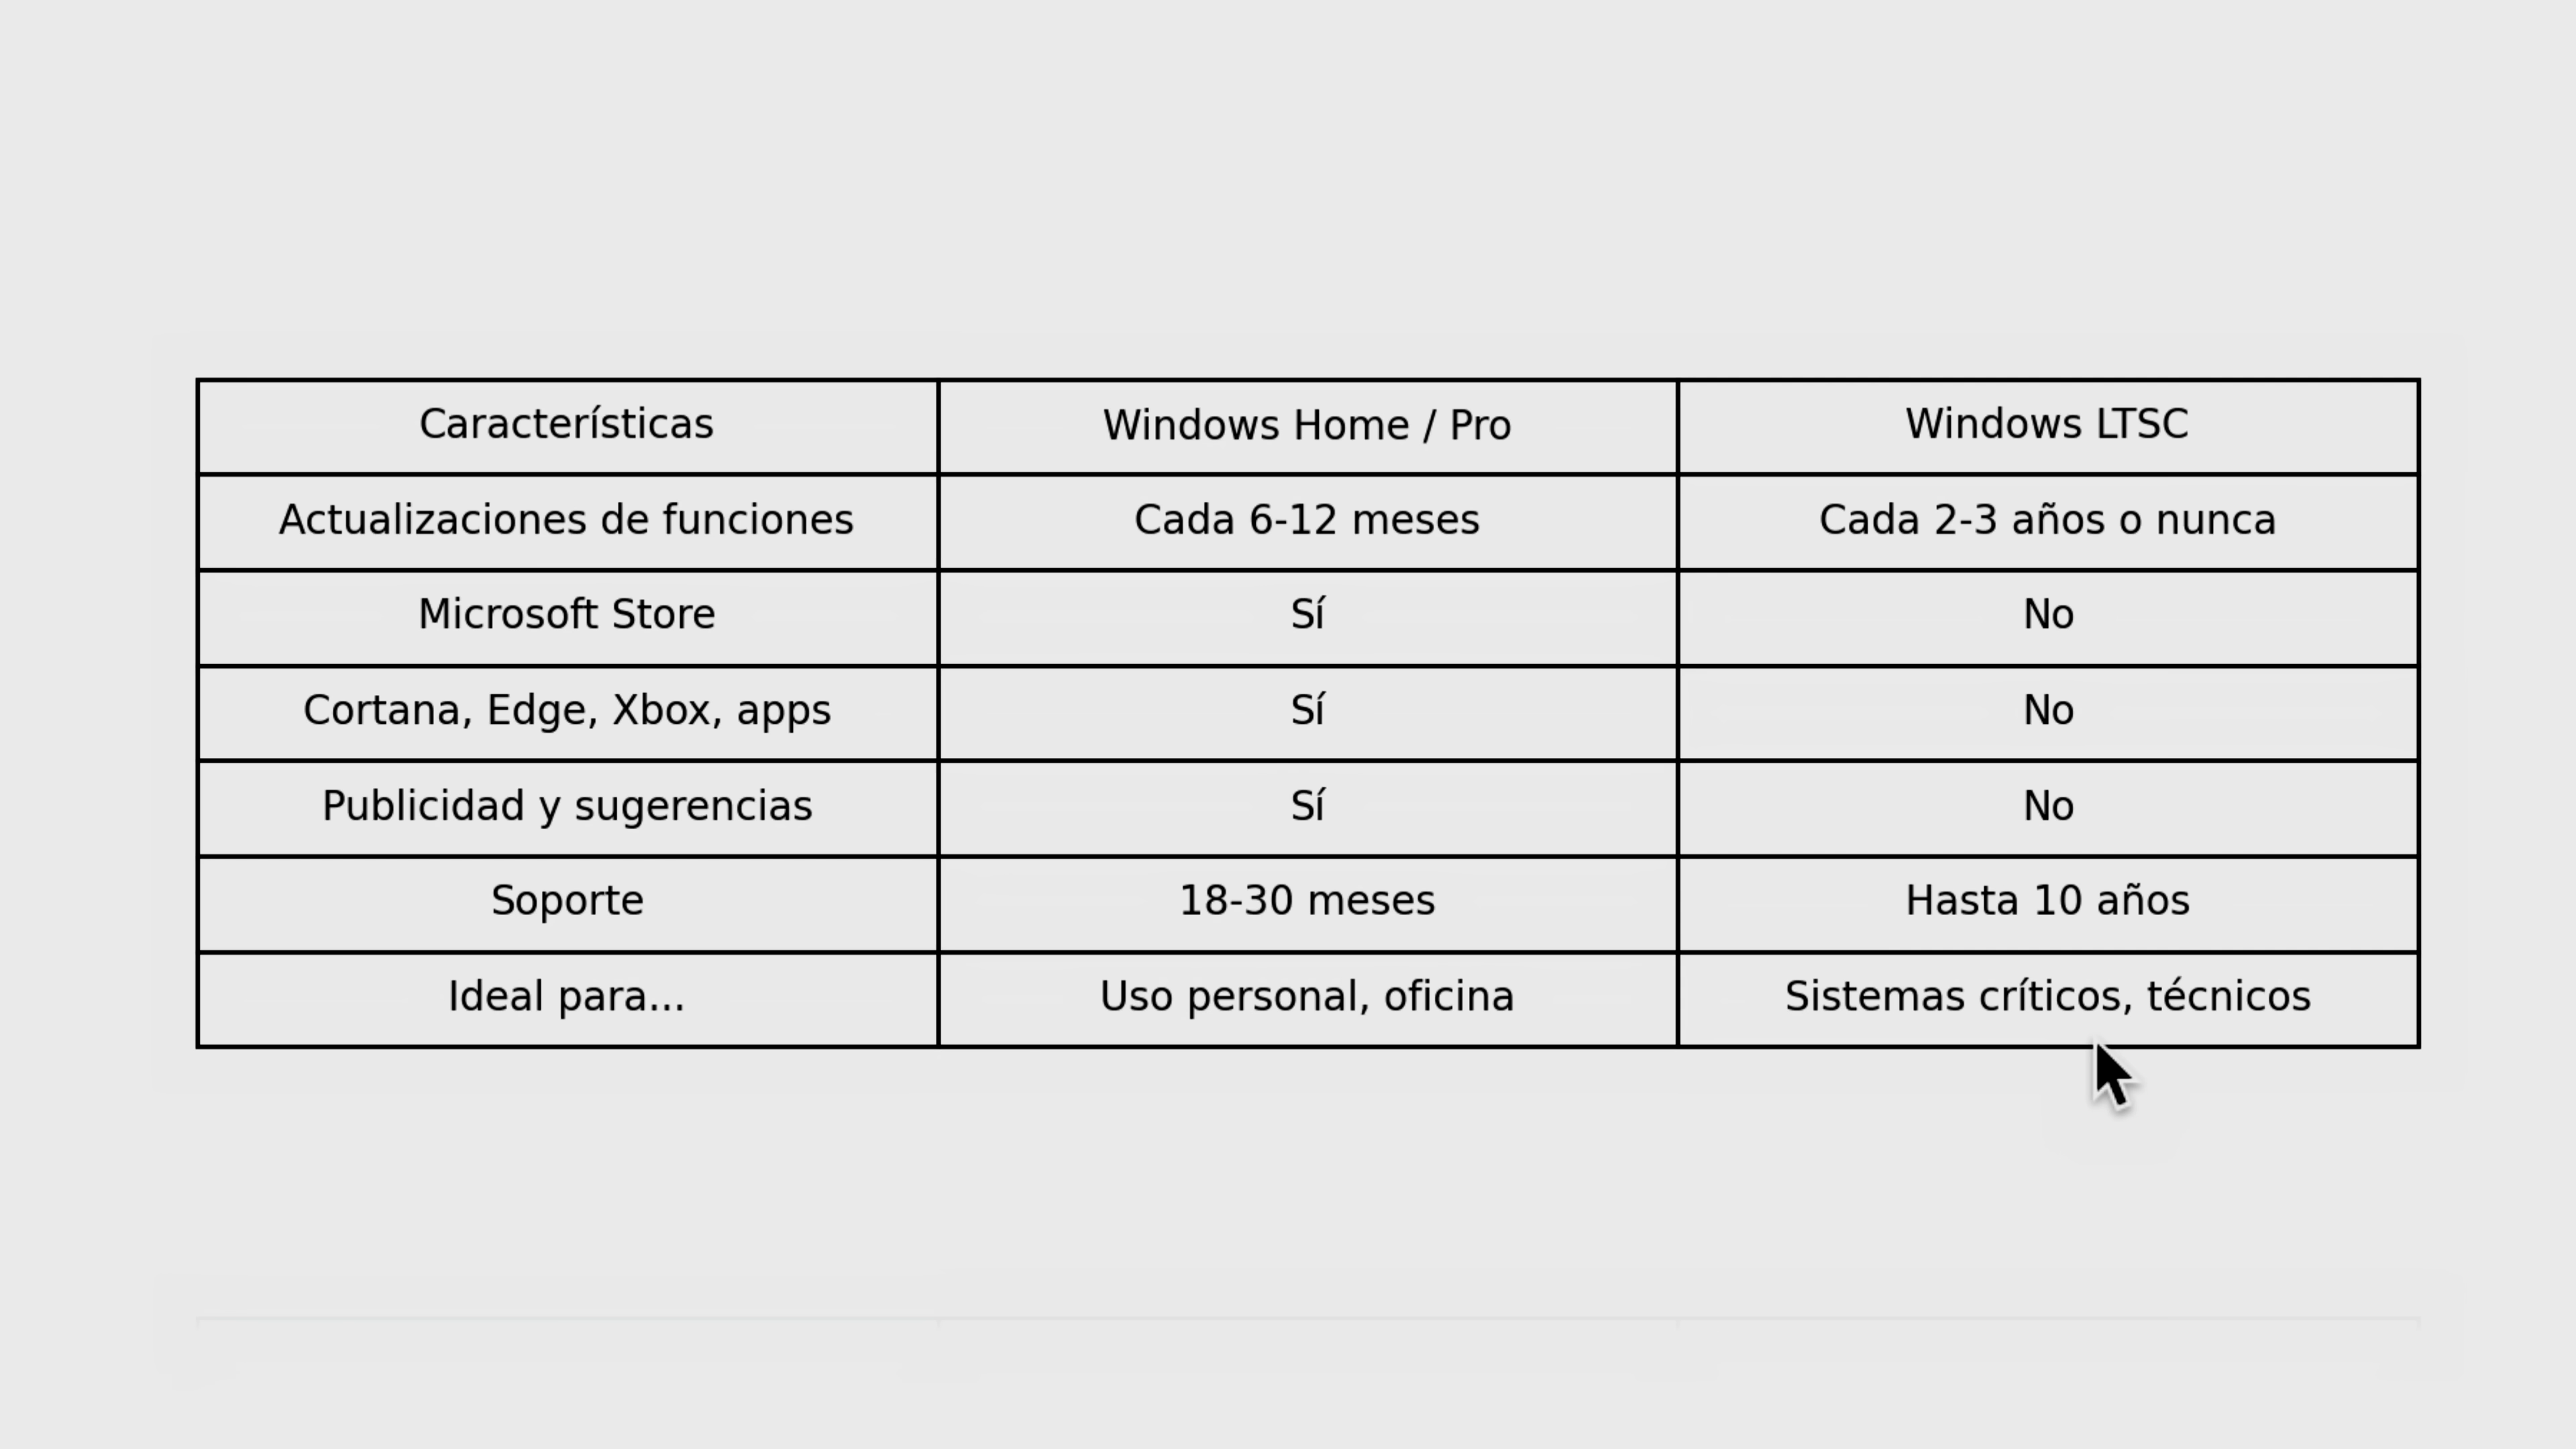 Características Windows Home / Pro Windows LTSC
Actualizaciones de funciones Cada 6-12 meses Cada 2-3 años o nunca
Microsoft Store Sí No
Cortana, Edge, Xbox, apps Sí No
Publicidad y sugerencias Sí No
Soporte 18-30 meses Hasta 10 años
Ideal para... Uso personal, oficina Sistemas críticos, técnicos